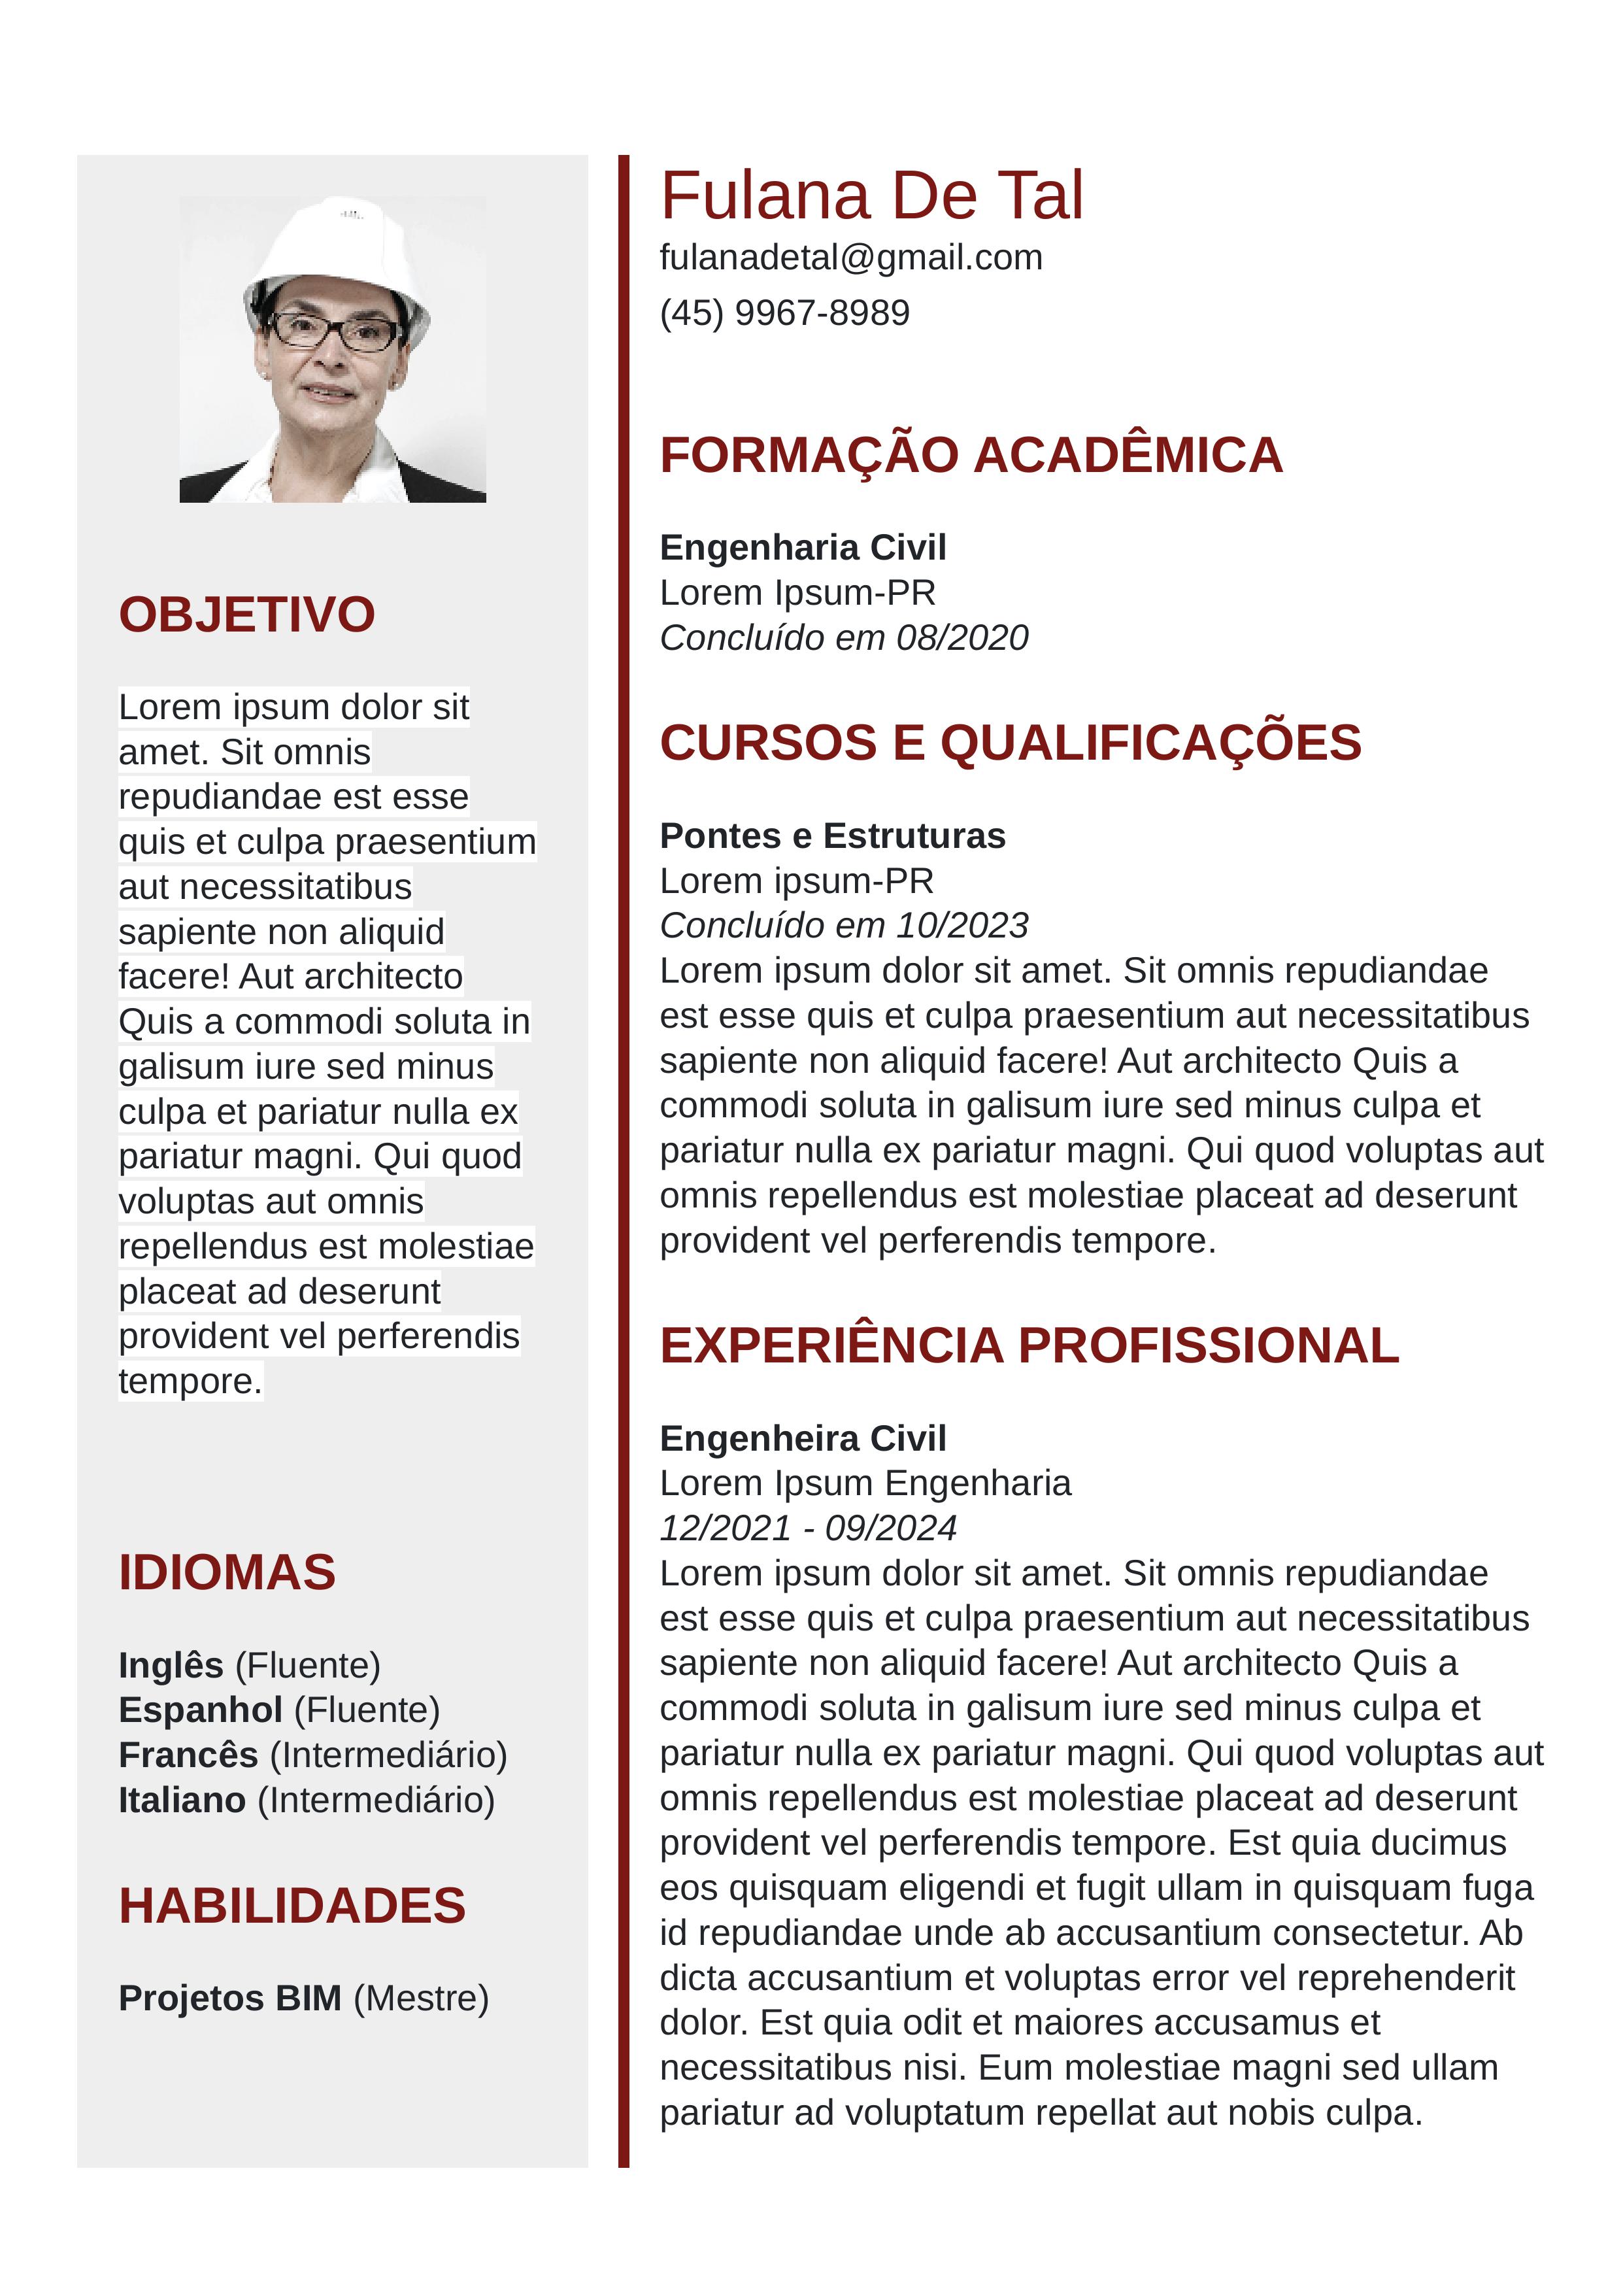 Fulana De Tal
fulanadetal@gmail.com
(45) 9967-8989
OBJETIVO
Lorem ipsum dolor sit
amet. Sit omnis
repudiandae est esse
quis et culpa praesentium
aut necessitatibus
sapiente non aliquid
facere! Aut architecto
Quis a commodi soluta in
galisum iure sed minus
culpa et pariatur nulla ex
pariatur magni. Qui quod
voluptas aut omnis
repellendus est molestiae
placeat ad deserunt
provident vel perferendis
tempore.
IDIOMAS
Inglês (Fluente)
Espanhol (Fluente)
Francês (Intermediário)
Italiano (Intermediário)
HABILIDADES
Projetos BIM (Mestre)
FORMAÇÃO ACADÊMICA
Engenharia Civil
Lorem Ipsum-PR
Concluído em 08/2020
CURSOS E QUALIFICAÇÕES
Pontes e Estruturas
Lorem ipsum-PR
Concluído em 10/2023
Lorem ipsum dolor sit amet. Sit omnis repudiandae
est esse quis et culpa praesentium aut necessitatibus
sapiente non aliquid facere! Aut architecto Quis a
commodi soluta in galisum iure sed minus culpa et
pariatur nulla ex pariatur magni. Qui quod voluptas aut
omnis repellendus est molestiae placeat ad deserunt
provident vel perferendis tempore.
EXPERIÊNCIA PROFISSIONAL
Engenheira Civil
Lorem Ipsum Engenharia
12/2021 - 09/2024
Lorem ipsum dolor sit amet. Sit omnis repudiandae
est esse quis et culpa praesentium aut necessitatibus
sapiente non aliquid facere! Aut architecto Quis a
commodi soluta in galisum iure sed minus culpa et
pariatur nulla ex pariatur magni. Qui quod voluptas aut
omnis repellendus est molestiae placeat ad deserunt
provident vel perferendis tempore. Est quia ducimus
eos quisquam eligendi et fugit ullam in quisquam fuga
id repudiandae unde ab accusantium consectetur. Ab
dicta accusantium et voluptas error vel reprehenderit
dolor. Est quia odit et maiores accusamus et
necessitatibus nisi. Eum molestiae magni sed ullam
pariatur ad voluptatum repellat aut nobis culpa.